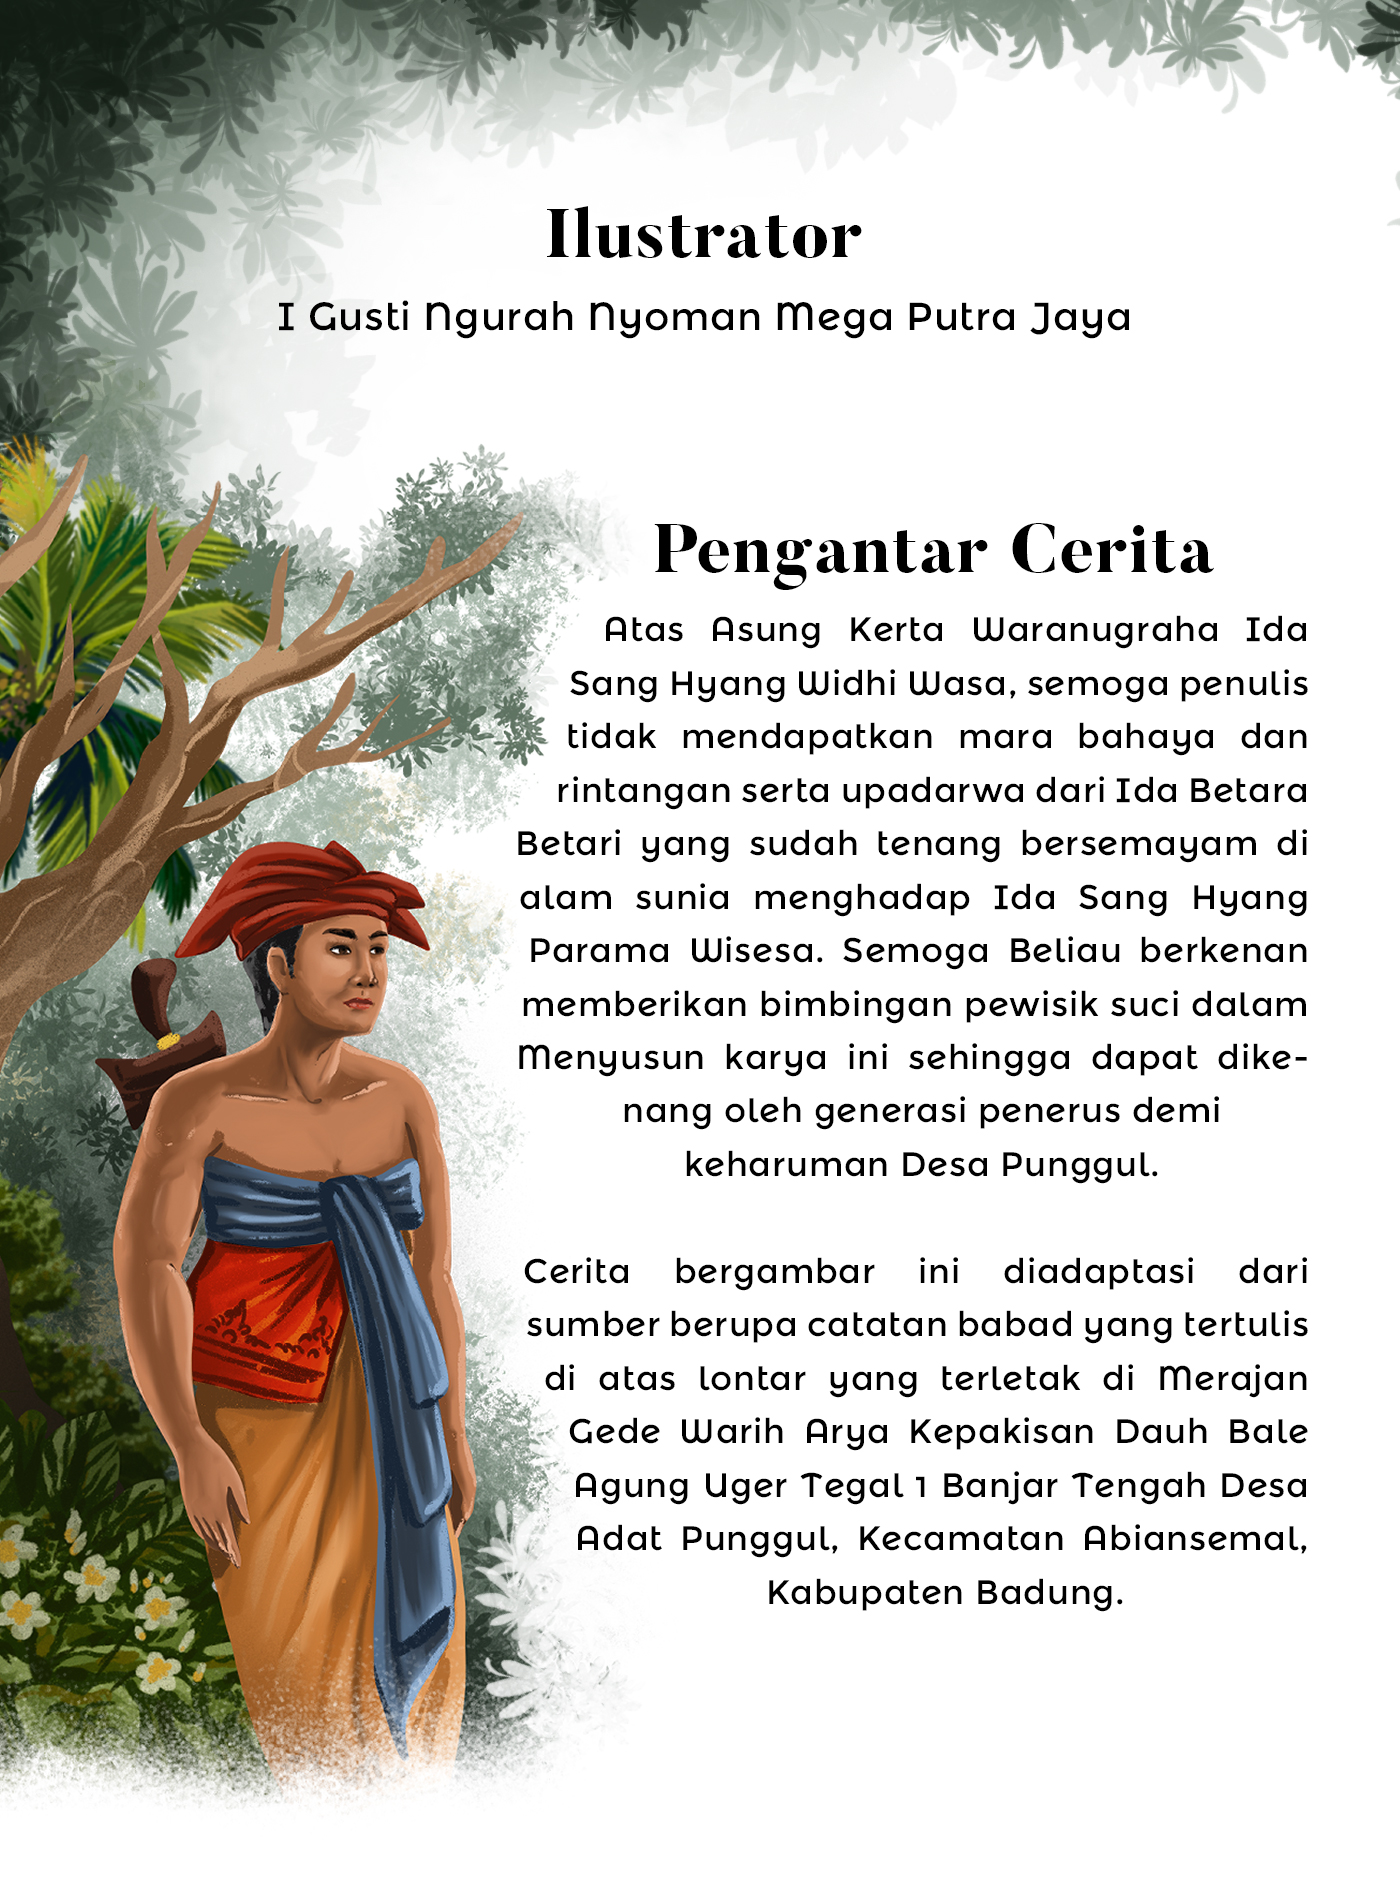 Ilustrator
I Gusti Ngurah Nyoman Mega Putra Jaya
Pengantar Cerita
Atas Asung Kerta Waranugraha Ida
Sang Hyang Widhi Wasa, semoga penulis
tidak mendapatkan mara bahaya dan
rintangan serta upadarwa dari Ida Betara
Betari yang sudah tenang bersemayam di
alam sunia menghadap Ida Sang Hyang
Parama Wisesa. Semoga Beliau berkenan
memberikan bimbingan pewisik suci dalam
Menyusun karya ini sehingga dapat dike-
nang oleh generasi penerus demi
keharuman Desa Punggul.
Cerita bergambar ini diadaptasi dari
sumber berupa catatan babad yang tertulis
di atas lontar yang terletak di Merajan
Gede Warih Arya Kepakisan Dauh Bale
Agung Uger Tegal 1 Banjar Tengah Desa
Adat Punggul, Kecamatan Abiansemal,
Kabupaten Badung.